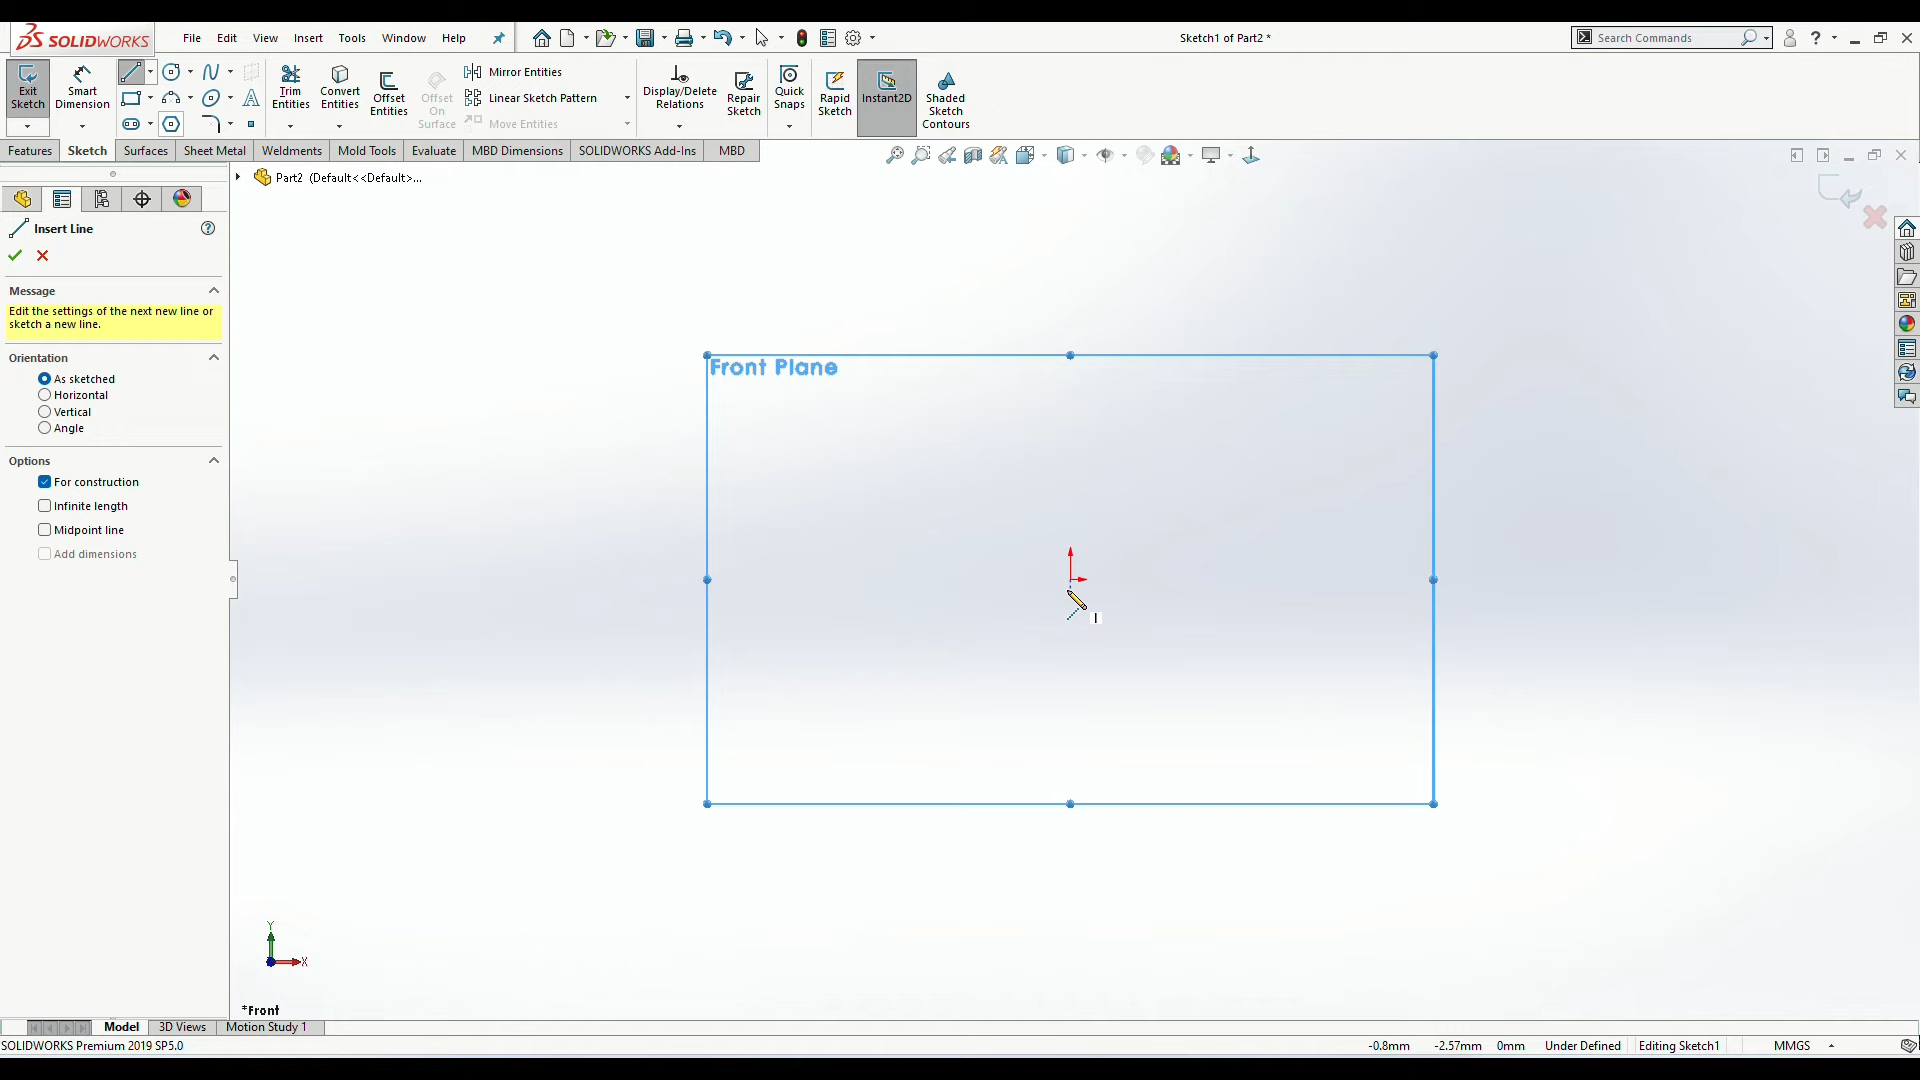 SOLIDWORKS File Edit View Insert Tools Window Help Sketch1 of Part2 * Search Commands ?
Exit Sketch
Smart Dimension
Trim Entities
Convert Entities
Offset Entities
Offset On Surface
Mirror Entities
Linear Sketch Pattern
Move Entities
Display/Delete Relations
Repair Sketch
Quick Snaps
Rapid Sketch
Instant2D
Shaded Sketch Contours
Features Sketch Surfaces Sheet Metal Weldments Mold Tools Evaluate MBD Dimensions SOLIDWORKS Add-Ins MBD
Part2 (Default<<Default>...
Insert Line ?
Message
Edit the settings of the next new line or
sketch a new line.
Orientation
As sketched
Horizontal
Vertical
Angle
Options
For construction
Infinite length
Midpoint line
Add dimensions
Front Plane
Y
X
*Front
Model 3D Views Motion Study 1
SOLIDWORKS Premium 2019 SP5.0 -0.8mm -2.57mm 0mm Under Defined Editing Sketch1 MMGS